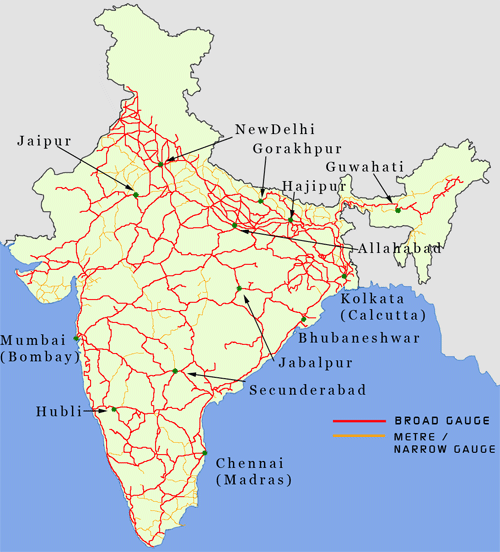 NewDelhi
Jaipur
Gorakhpur
Guwahati
Hajipur
Allahabad
Kolkata
(Calcutta)
Bhubaneshwar
Mumbai
(Bombay)
Jabalpur
Secunderabad
Hubli
BROAD GAUGE
METRE /
NARROW GAUGE
Chennai
(Madras)